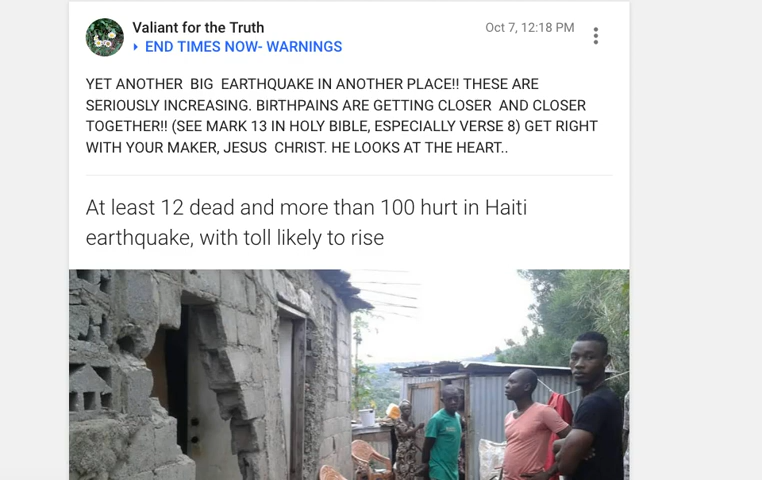 Valiant for the Truth
Oct 7, 12:18 PM
END TIMES NOW- WARNINGS
YET ANOTHER BIG EARTHQUAKE IN ANOTHER PLACE!! THESE ARE
SERIOUSLY INCREASING. BIRTHPAINS ARE GETTING CLOSER AND CLOSER
TOGETHER!! (SEE MARK 13 IN HOLY BIBLE, ESPECIALLY VERSE 8) GET RIGHT
WITH YOUR MAKER, JESUS CHRIST. HE LOOKS AT THE HEART..
At least 12 dead and more than 100 hurt in Haiti
earthquake, with toll likely to rise